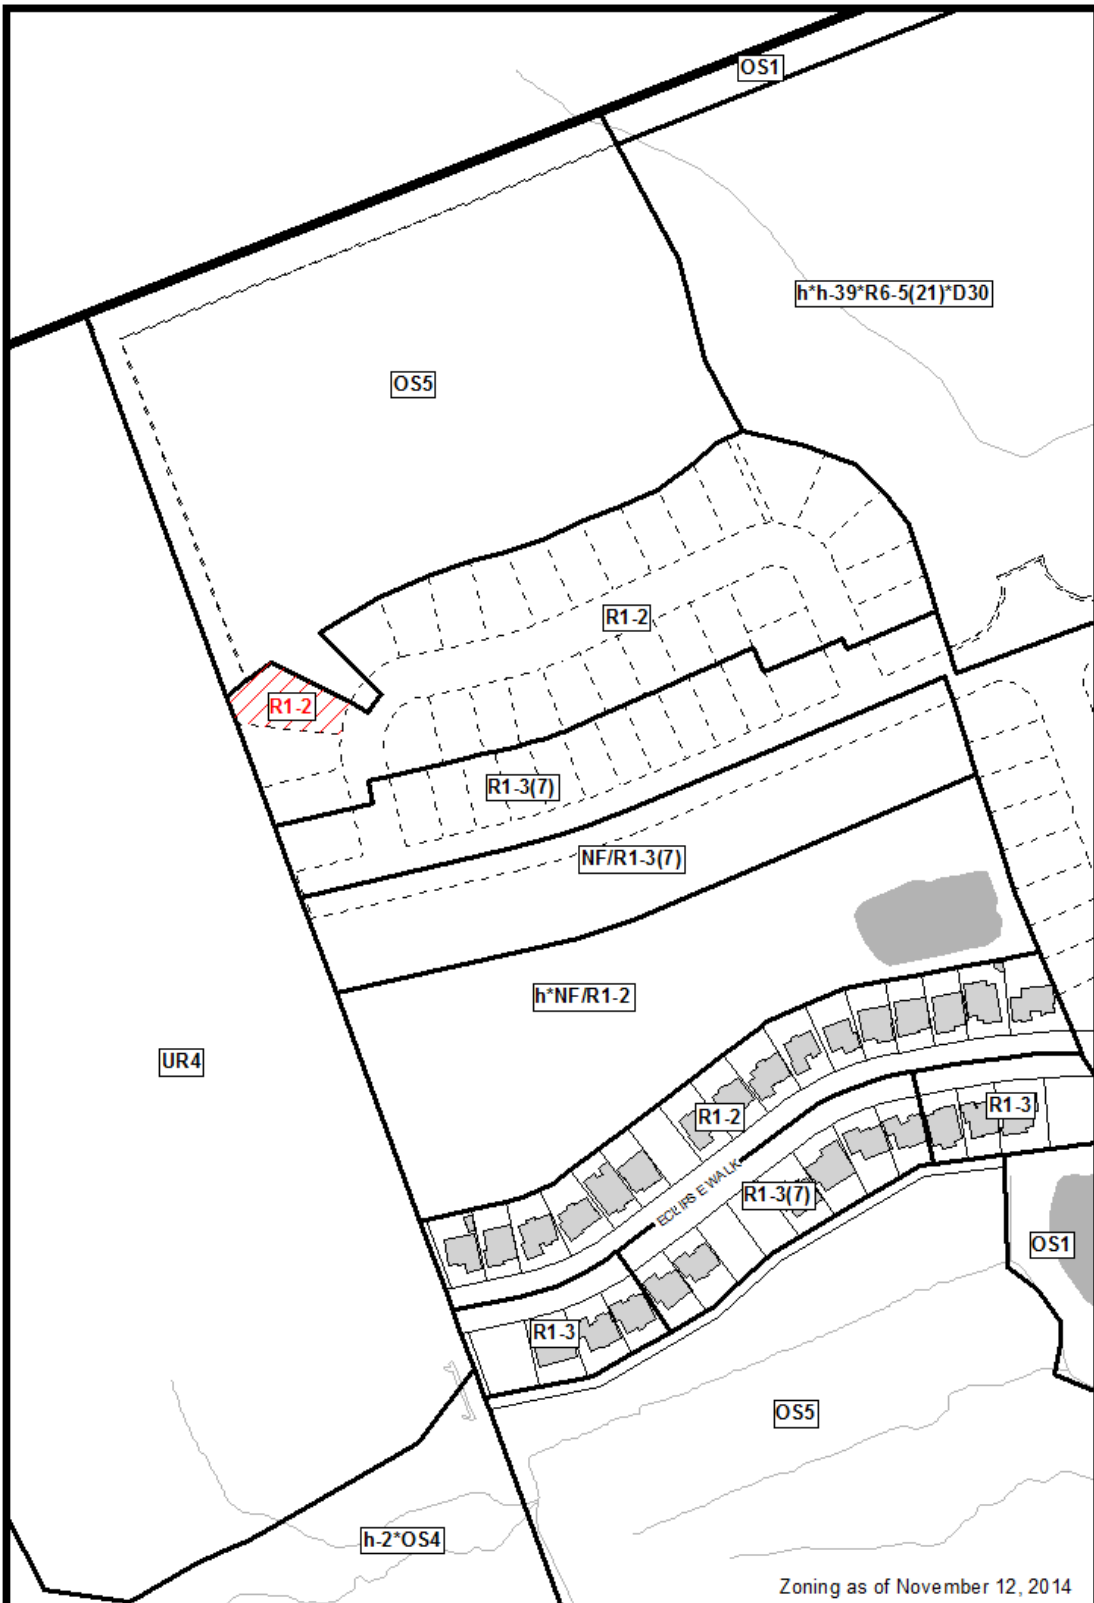 OS1
h*h-39*R6-5(21)*D30
OS5
R1-2
R1-2
R1-3(7)
NF/R1-3(7)
h*NF/R1-2
UR4
R1-2
R1-3
ECLIPSE WALK
R1-3(7)
OS1
R1-3
OS5
h-2*OS4
Zoning as of November 12, 2014